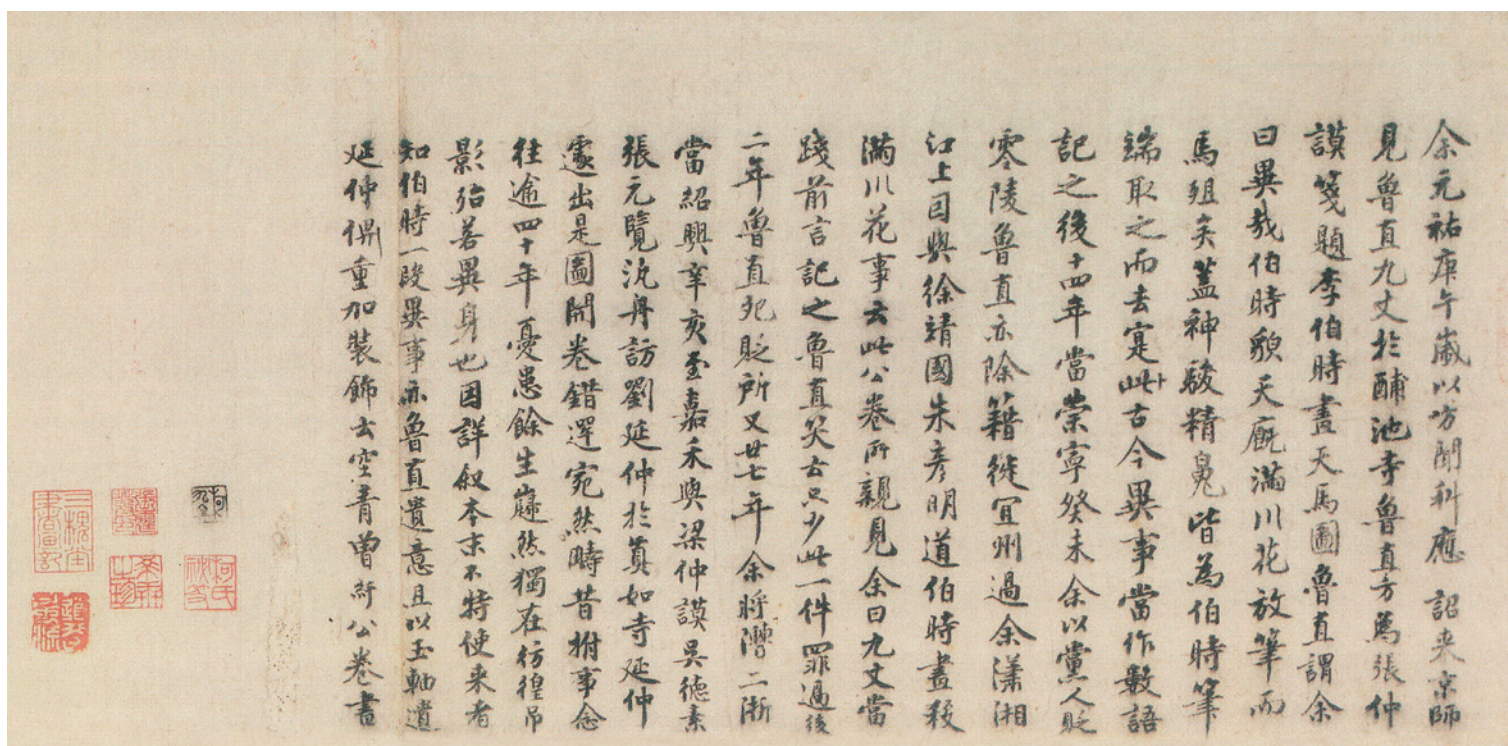 余元祐庚午歲以方聞科應 詔来京師
見魯直九丈於酺池寺魯直方爲張仲
謨箋題李伯時畫天馬圖魯直謂余
曰異哉伯時貌天廐滿川花放筆而
馬殂矣蓋神駿精魄皆為伯時筆
端取之而去寔此古今異事當作數語
記之後十四年當崇寧癸未余以黨人貶
零陵魯直亦除籍徙宜州過余瀟湘
江上因與徐靖國朱彦明道伯時畫殺
滿川花事云此公卷所親見余曰九丈當
踐前言記之魯直笑云只少此一件罪過後
二年魯直死貶所又廿七年余將漕二浙
當紹興辛亥至嘉禾與梁仲謨吳德素
張元覽汎舟訪劉延仲於真如寺延仲
遽出是圖開卷錯愕宛然疇昔拊事念
往逾四十年憂患餘生巋然獨在彷徨弔
影殆若異身也因詳叙本末不特使来者
知伯時一段異事亦魯直遺意且以玉軸遺
延仲俾重加裝飾云空青曾紆公卷書